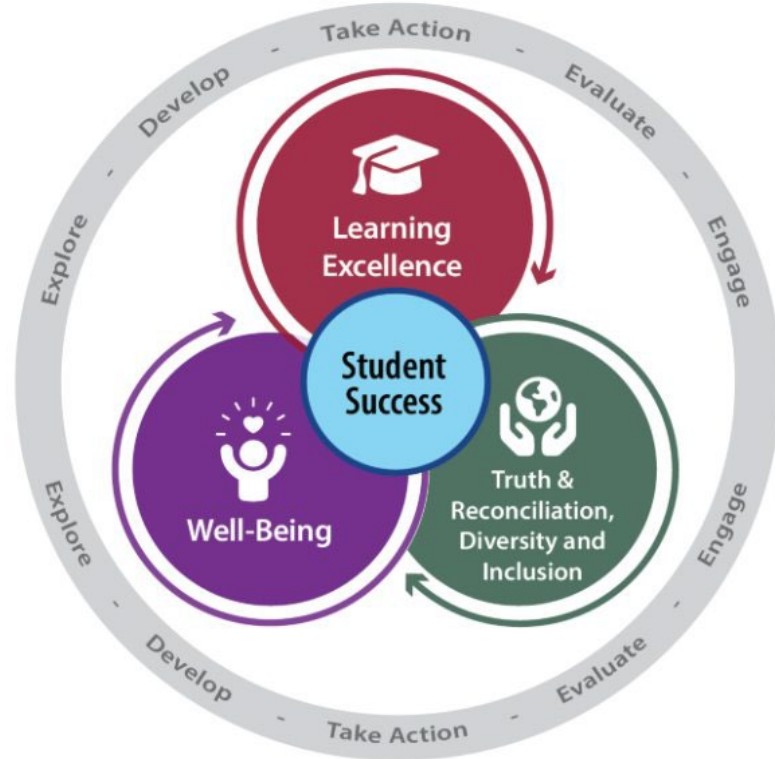 Explore - Develop - Take Action - Evaluate - Engage
Learning
Excellence
Student
Success
Well-Being
Truth &
Reconciliation,
Diversity and
Inclusion
Explore - Develop - Take Action - Evaluate - Engage